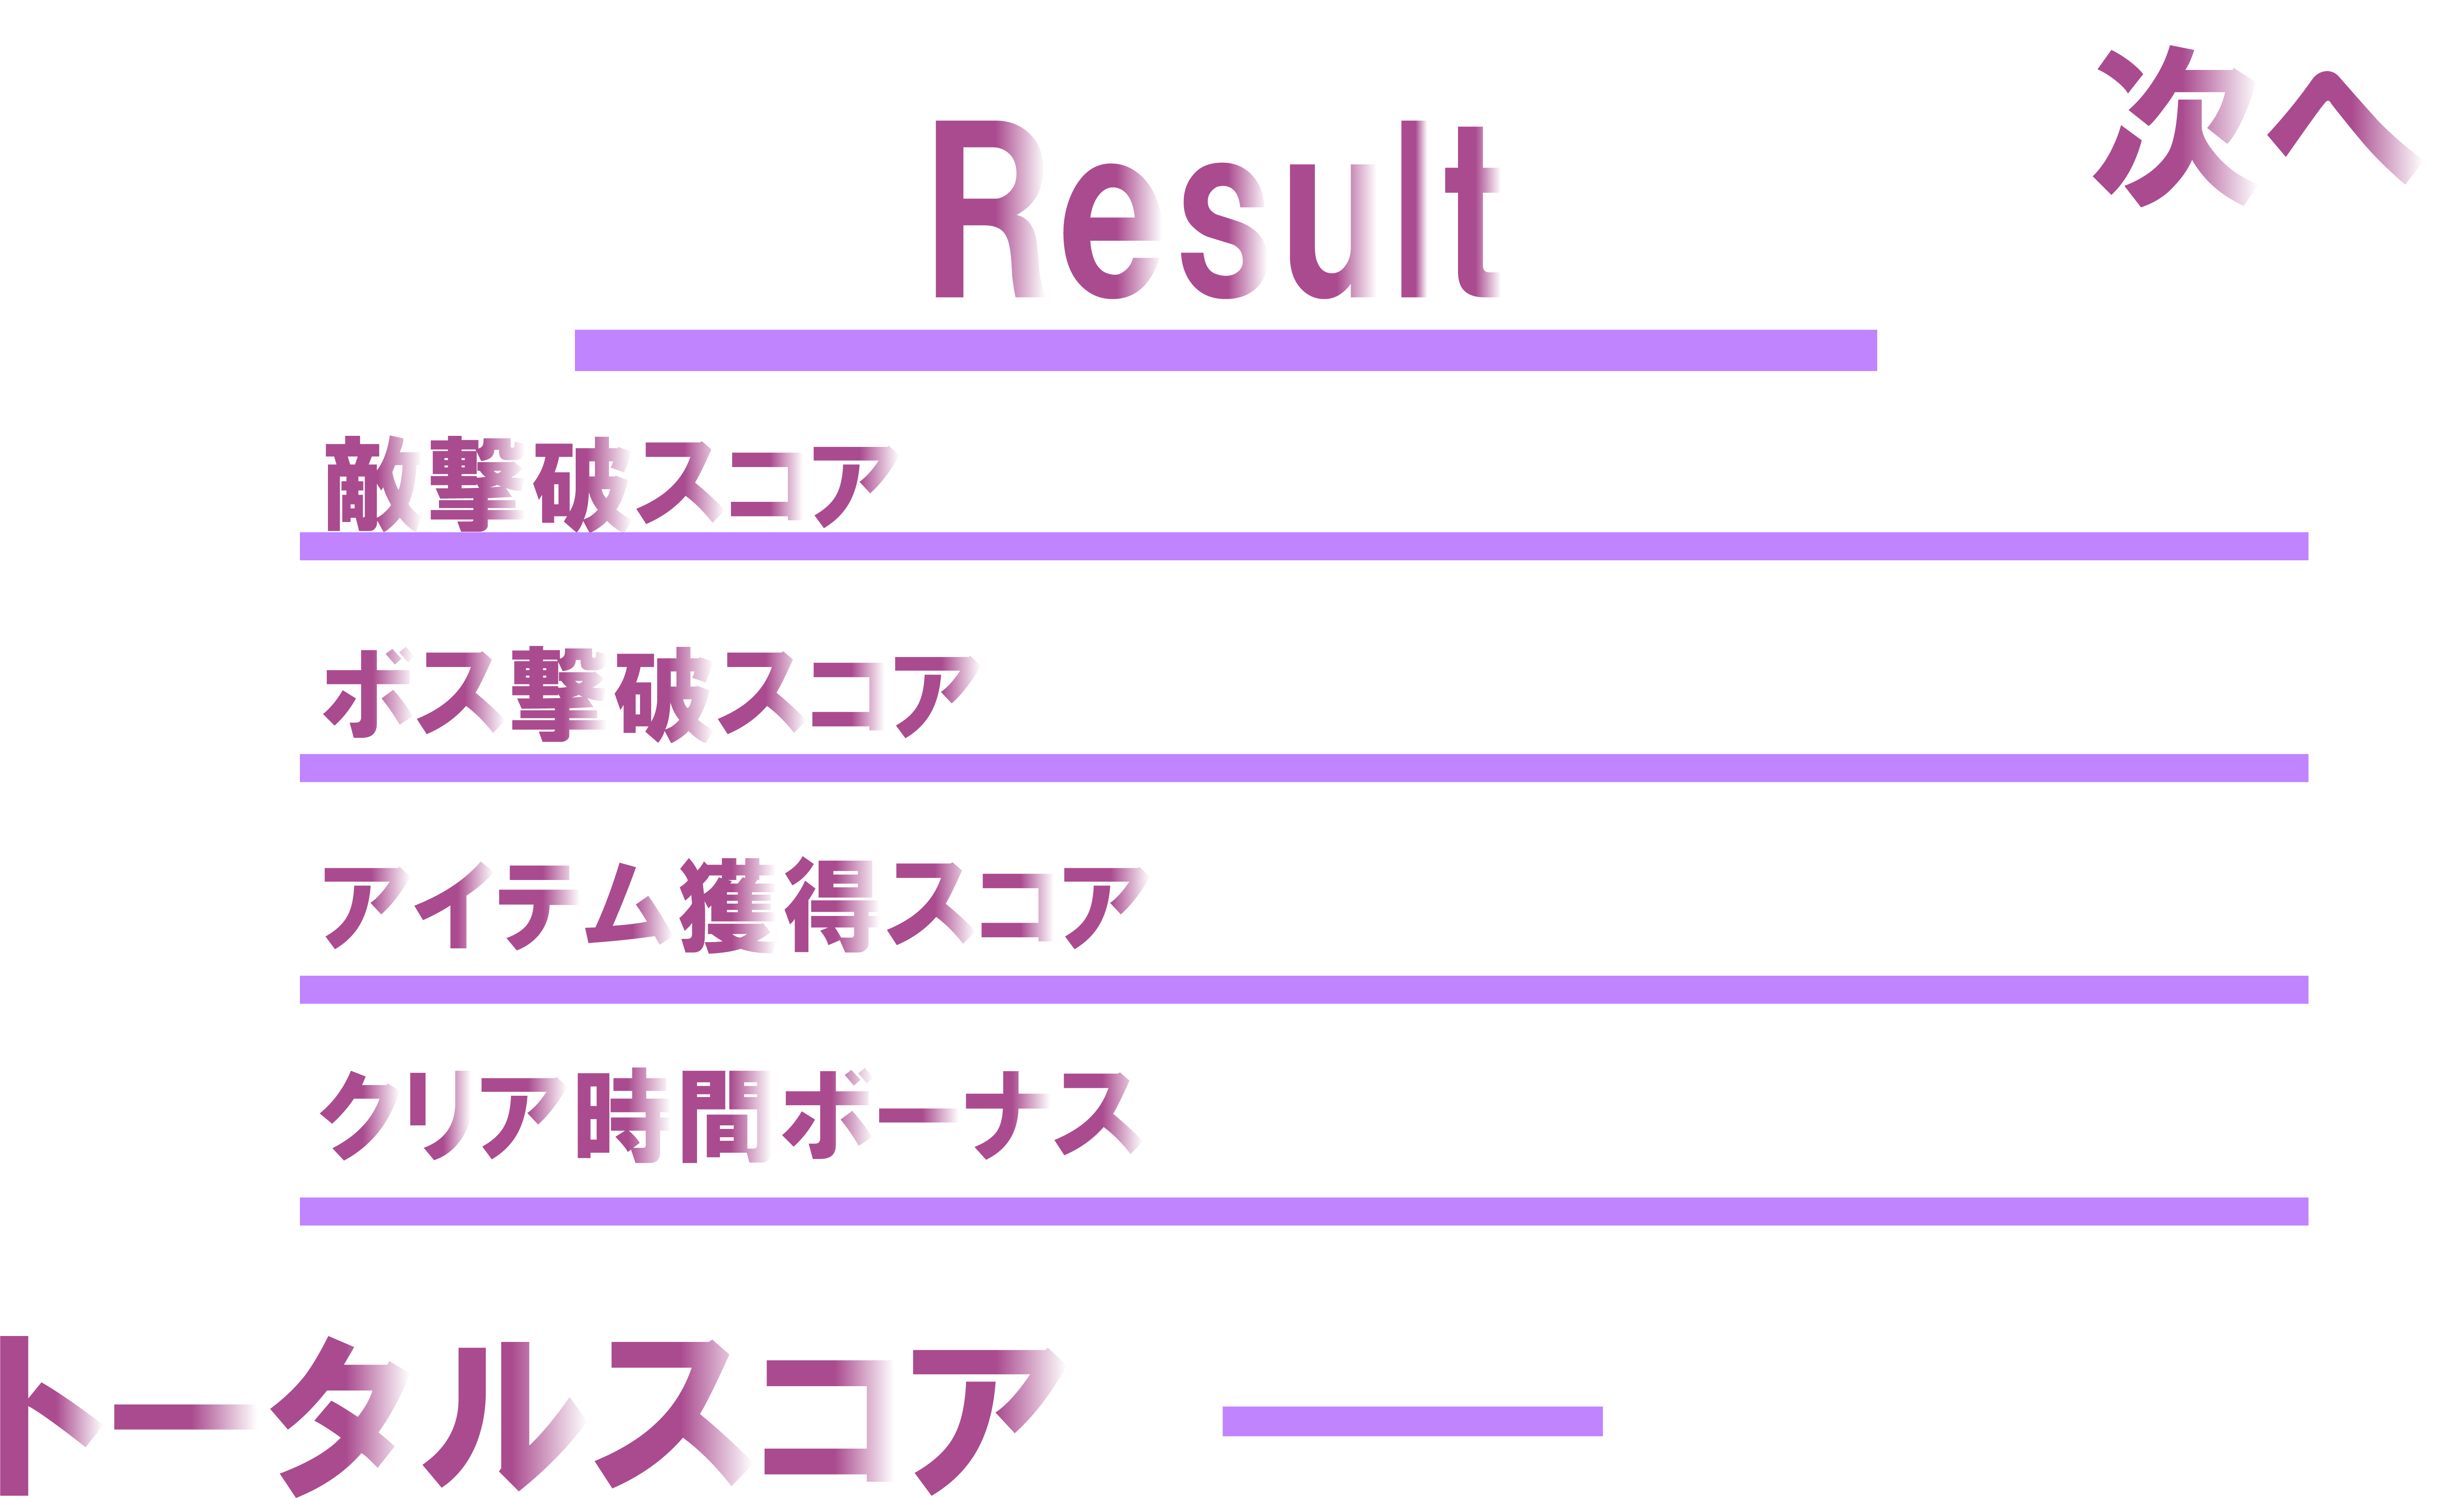 次へ
Result
敵撃破スコア
ボス撃破スコア
アイテム獲得スコア
クリア時間ボーナス
トータルスコア